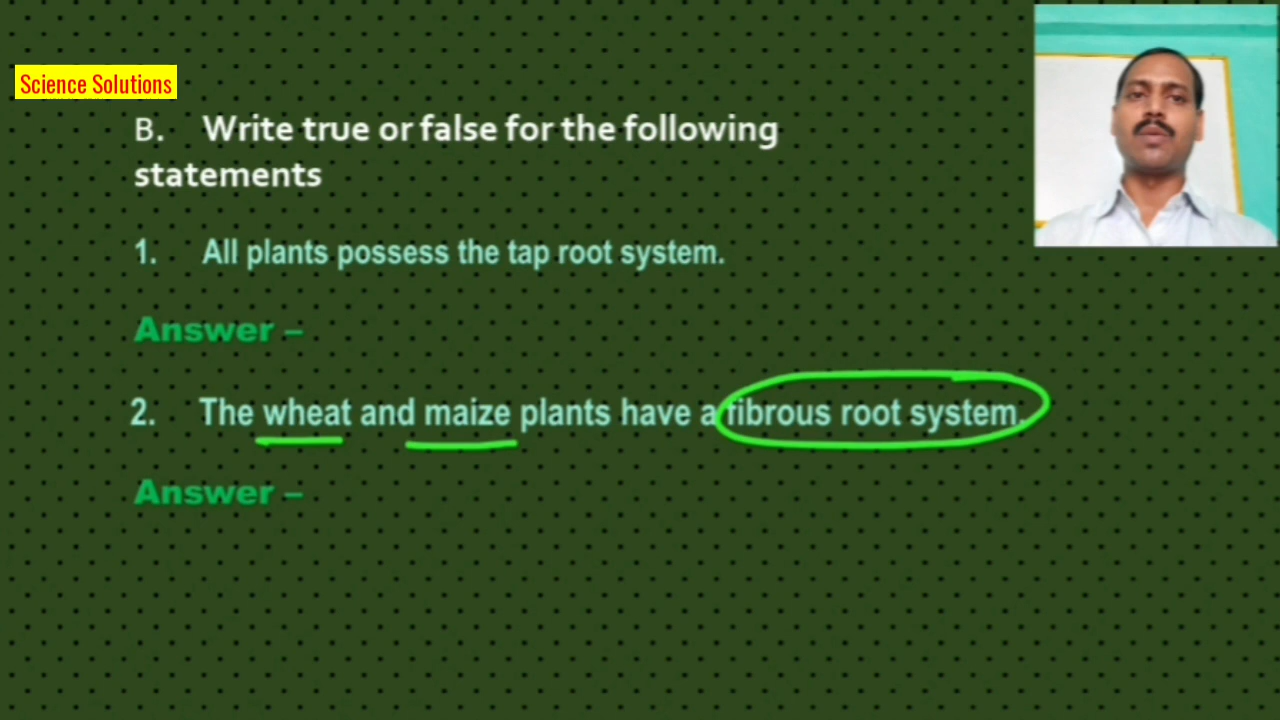 Science Solutions
B. Write true or false for the following
statements
1. All plants possess the tap root system.
Answer –
2. The wheat and maize plants have a fibrous root system.
Answer –